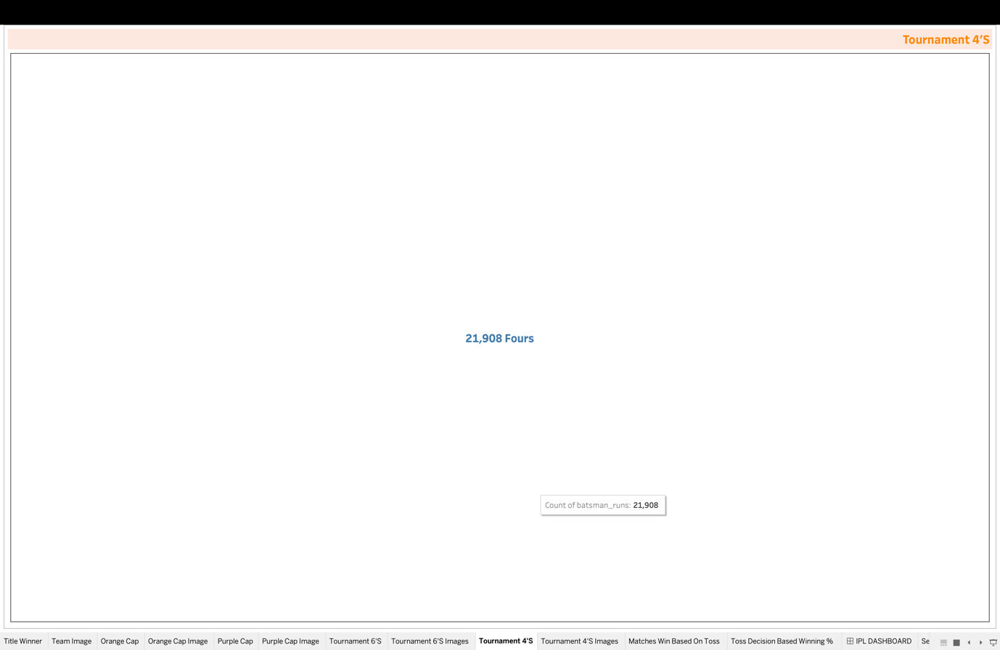 Tournament 4’S
21,908 Fours
Count of batsman_runs: 21,908
Title Winner Team Image Orange Cap Orange Cap Image Purple Cap Purple Cap Image Tournament 6'S Tournament 6'S Images Tournament 4'S Tournament 4'S Images Matches Win Based On Toss Toss Decision Based Winning % IPL DASHBOARD Se